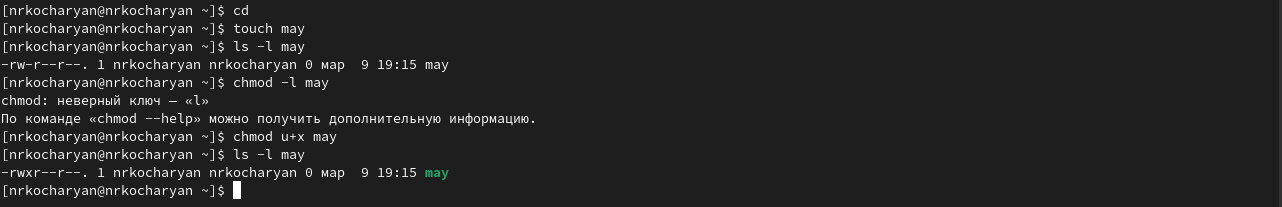 [nrkocharyan@nrkocharyan ~]$ cd
[nrkocharyan@nrkocharyan ~]$ touch may
[nrkocharyan@nrkocharyan ~]$ ls -l may
-rw-r--r--. 1 nrkocharyan nrkocharyan 0 мар  9 19:15 may
[nrkocharyan@nrkocharyan ~]$ chmod -l may
chmod: неверный ключ — «l»
По команде «chmod --help» можно получить дополнительную информацию.
[nrkocharyan@nrkocharyan ~]$ chmod u+x may
[nrkocharyan@nrkocharyan ~]$ ls -l may
-rwxr--r--. 1 nrkocharyan nrkocharyan 0 мар  9 19:15 may
[nrkocharyan@nrkocharyan ~]$